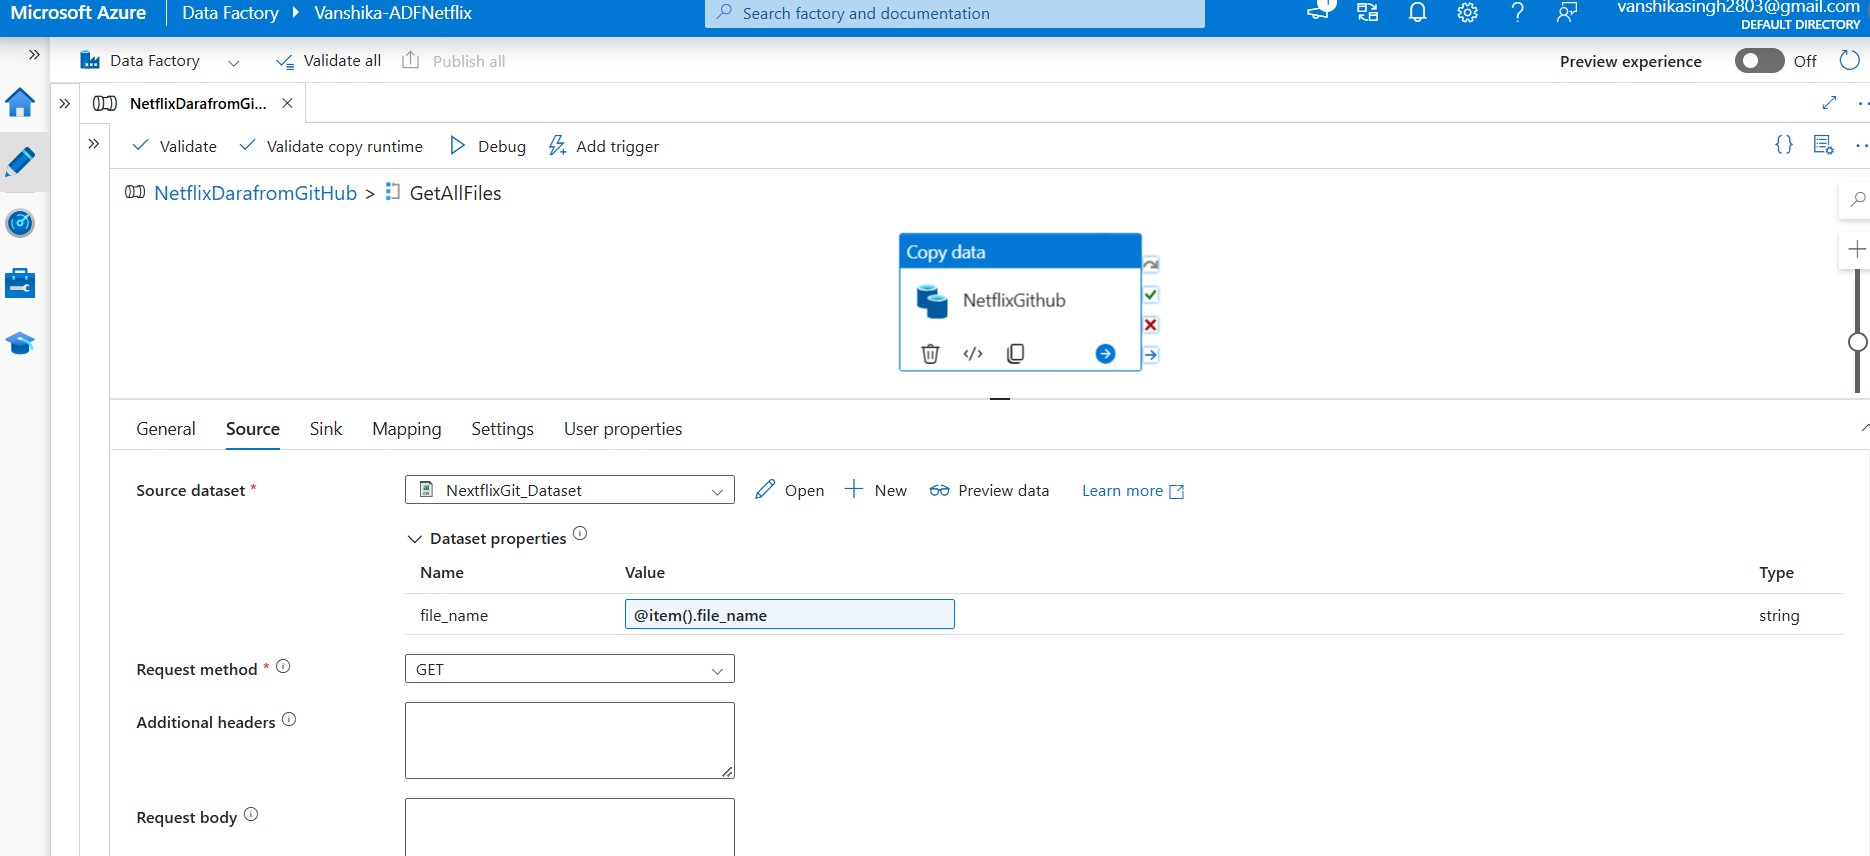 Microsoft Azure Data Factory Vanshika-ADFNetflix Search factory and documentation 1 vanshikasingh2803@gmail.com
DEFAULT DIRECTORY
Data Factory Validate all Publish all Preview experience Off
NetflixDarafromGi...
Validate Validate copy runtime Debug Add trigger {}
NetflixDarafromGitHub > GetAllFiles
Copy data
NetflixGithub
General Source Sink Mapping Settings User properties
Source dataset * NextflixGit_Dataset Open New Preview data Learn more
Dataset properties
Name Value Type
file_name @item().file_name string
Request method * GET
Additional headers
Request body